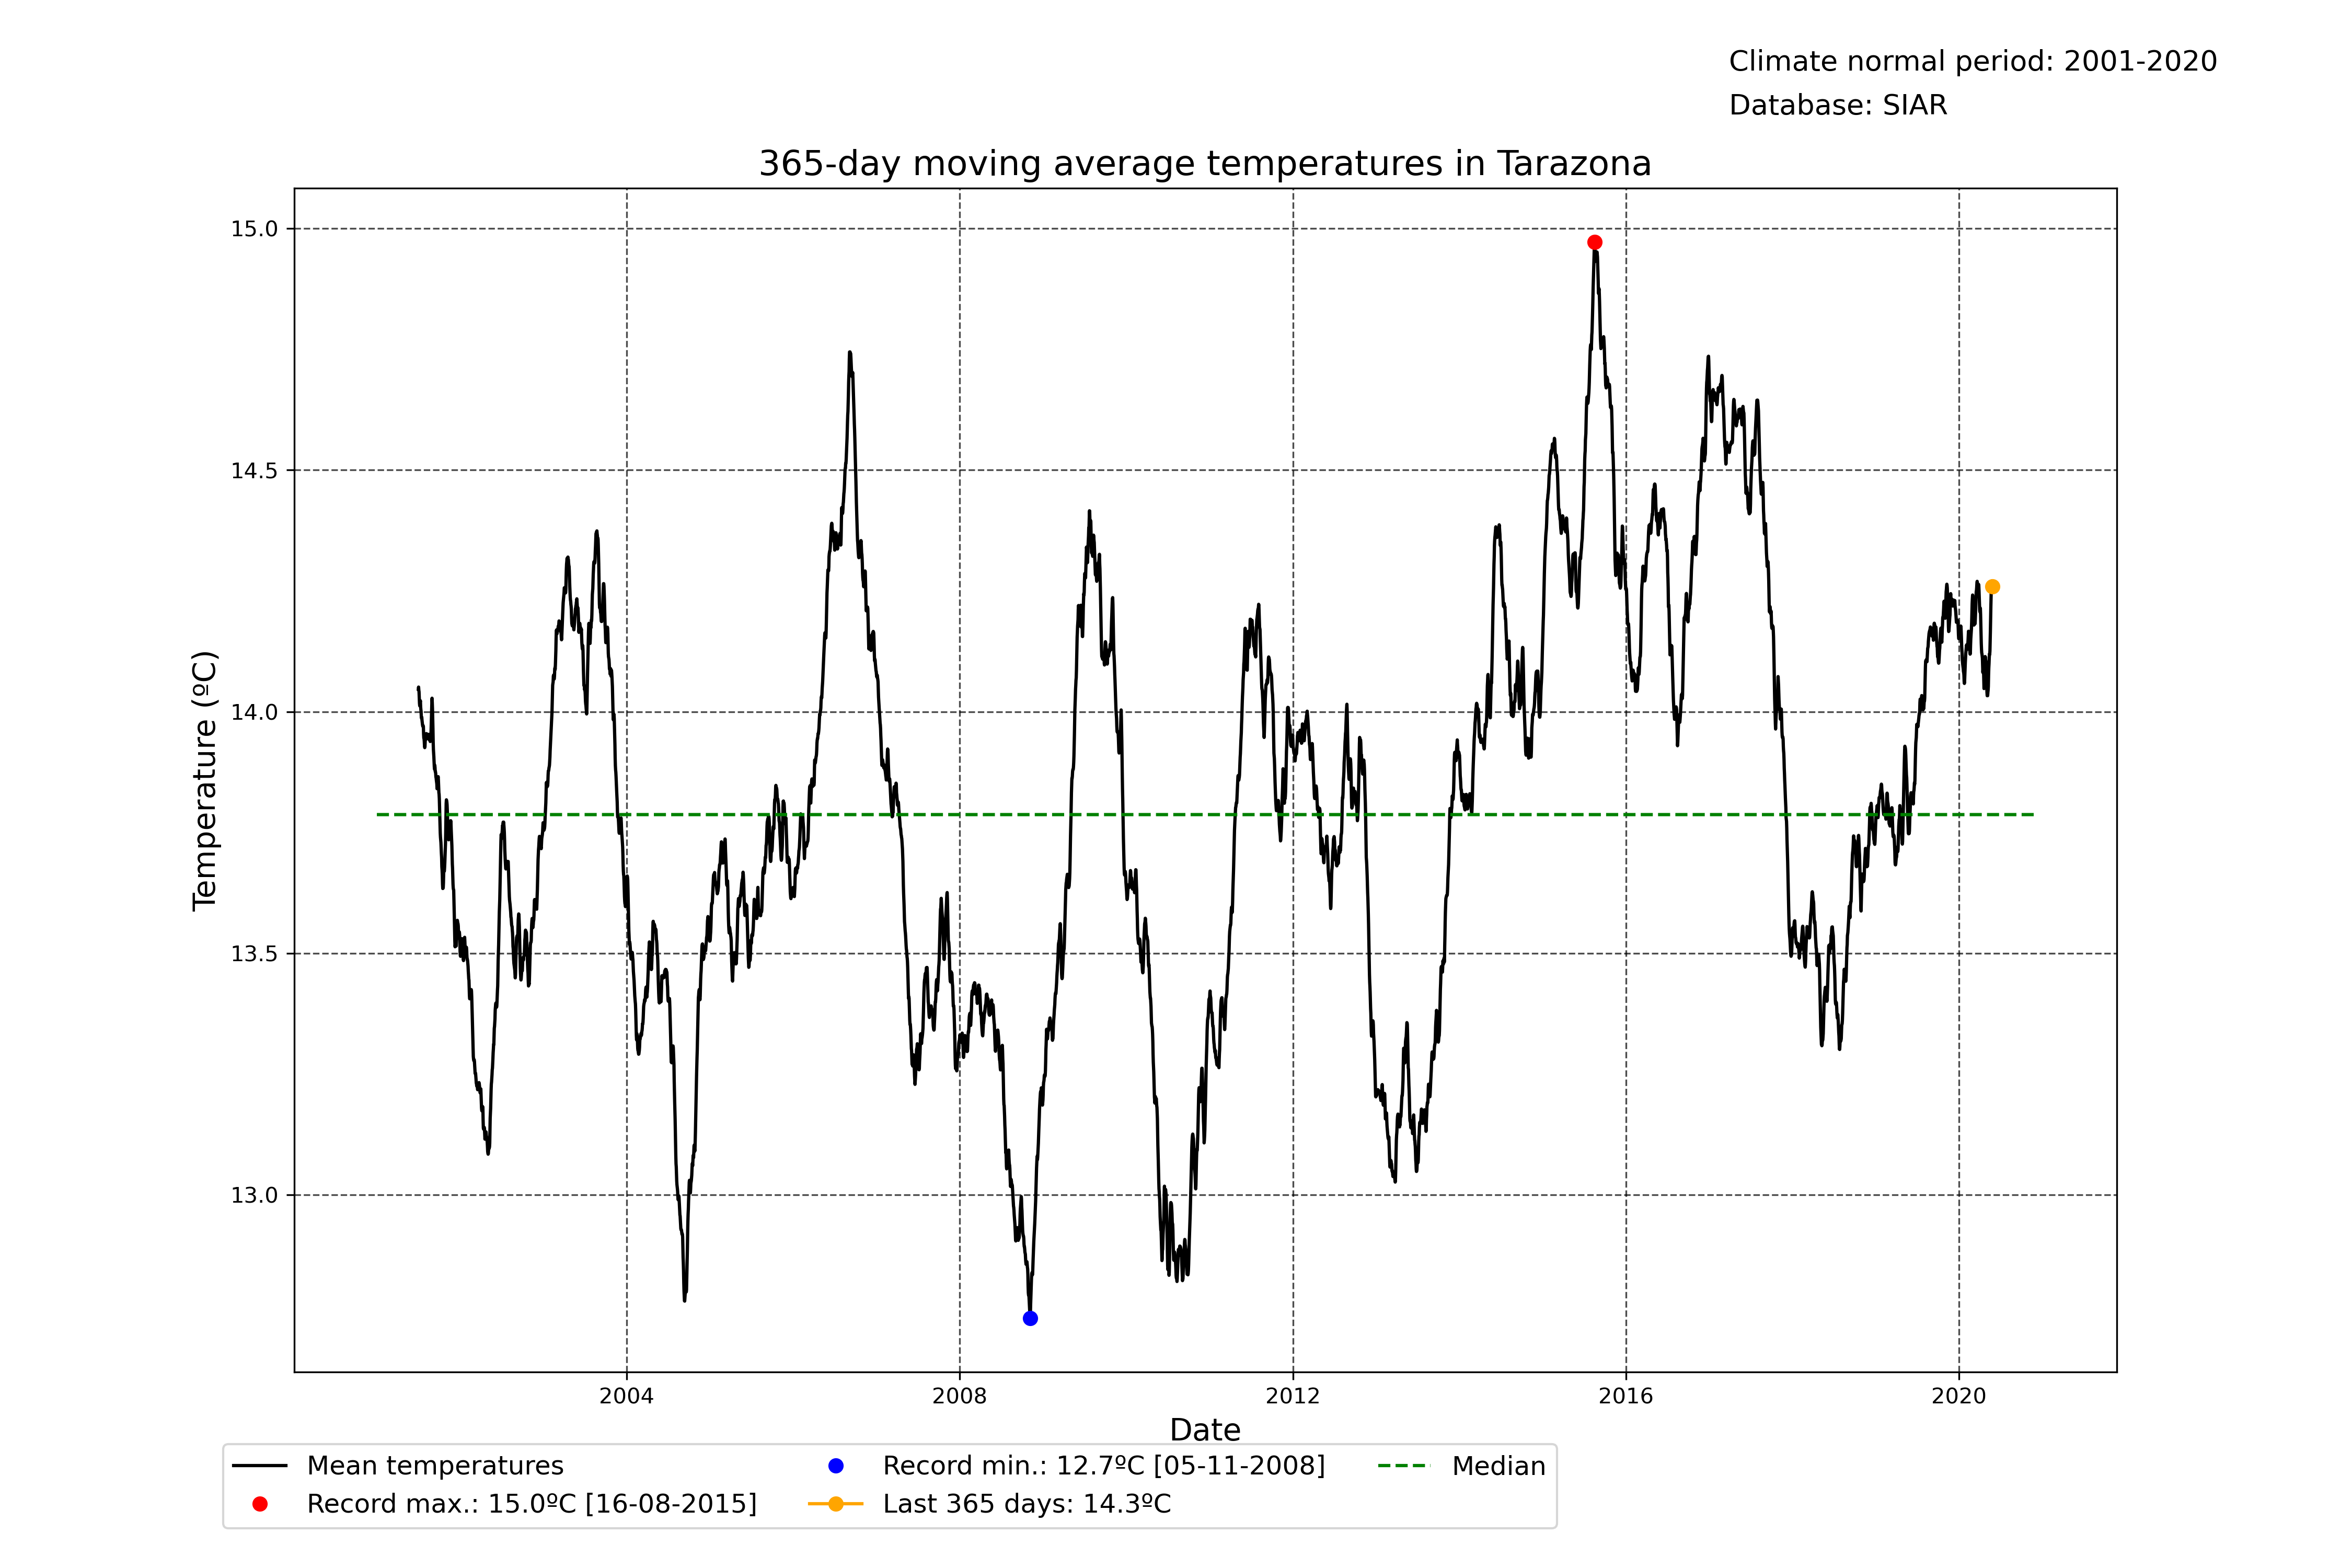 Climate normal period: 2001-2020
Database: SIAR
365-day moving average temperatures in Tarazona
15.0
14.5
14.0
13.5
13.0
Temperature (ºC)
2004
2008
2012
2016
2020
Date
Mean temperatures
Record max.: 15.0ºC [16-08-2015]
Record min.: 12.7ºC [05-11-2008]
Last 365 days: 14.3ºC
Median